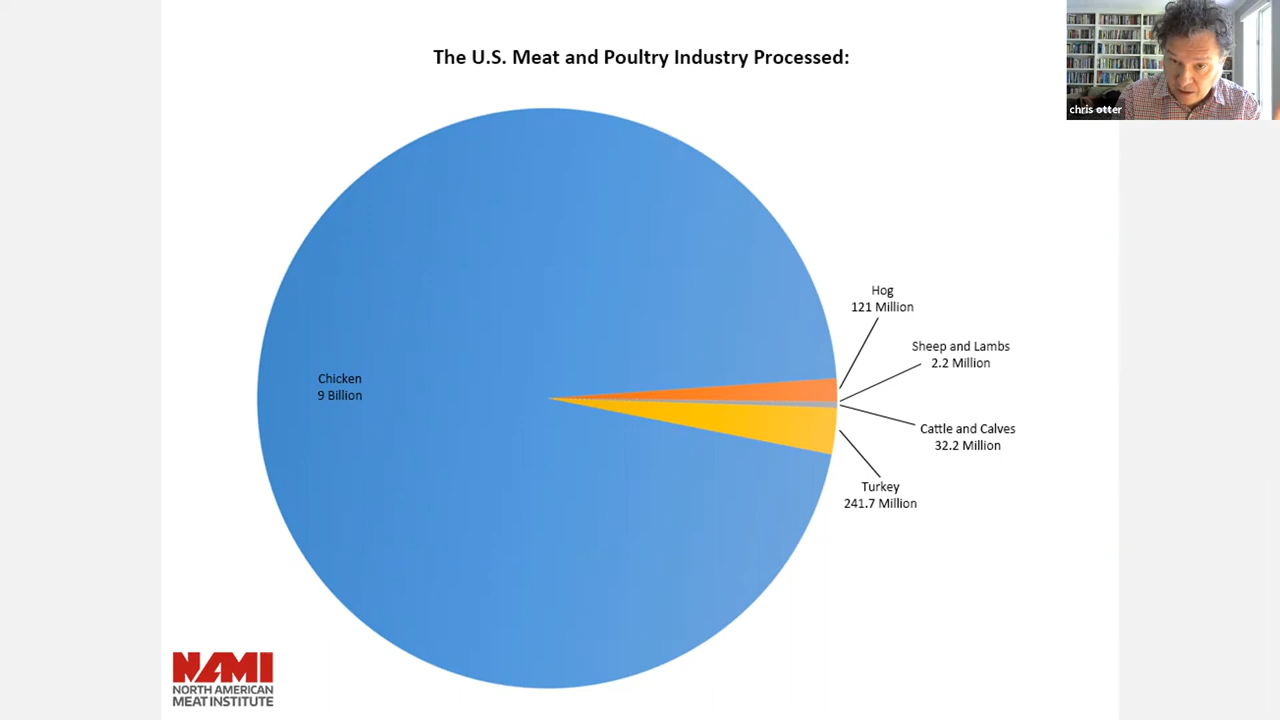 The U.S. Meat and Poultry Industry Processed:
chris otter
Hog
121 Million
Sheep and Lambs
2.2 Million
Chicken
9 Billion
Cattle and Calves
32.2 Million
Turkey
241.7 Million
NAMI
NORTH AMERICAN
MEAT INSTITUTE